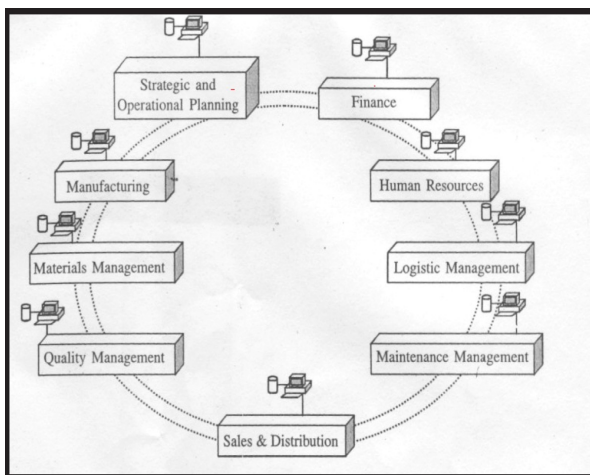 Strategic and
Operational Planning
Finance
Manufacturing
Human Resources
Materials Management
Logistic Management
Quality Management
Maintenance Management
Sales & Distribution